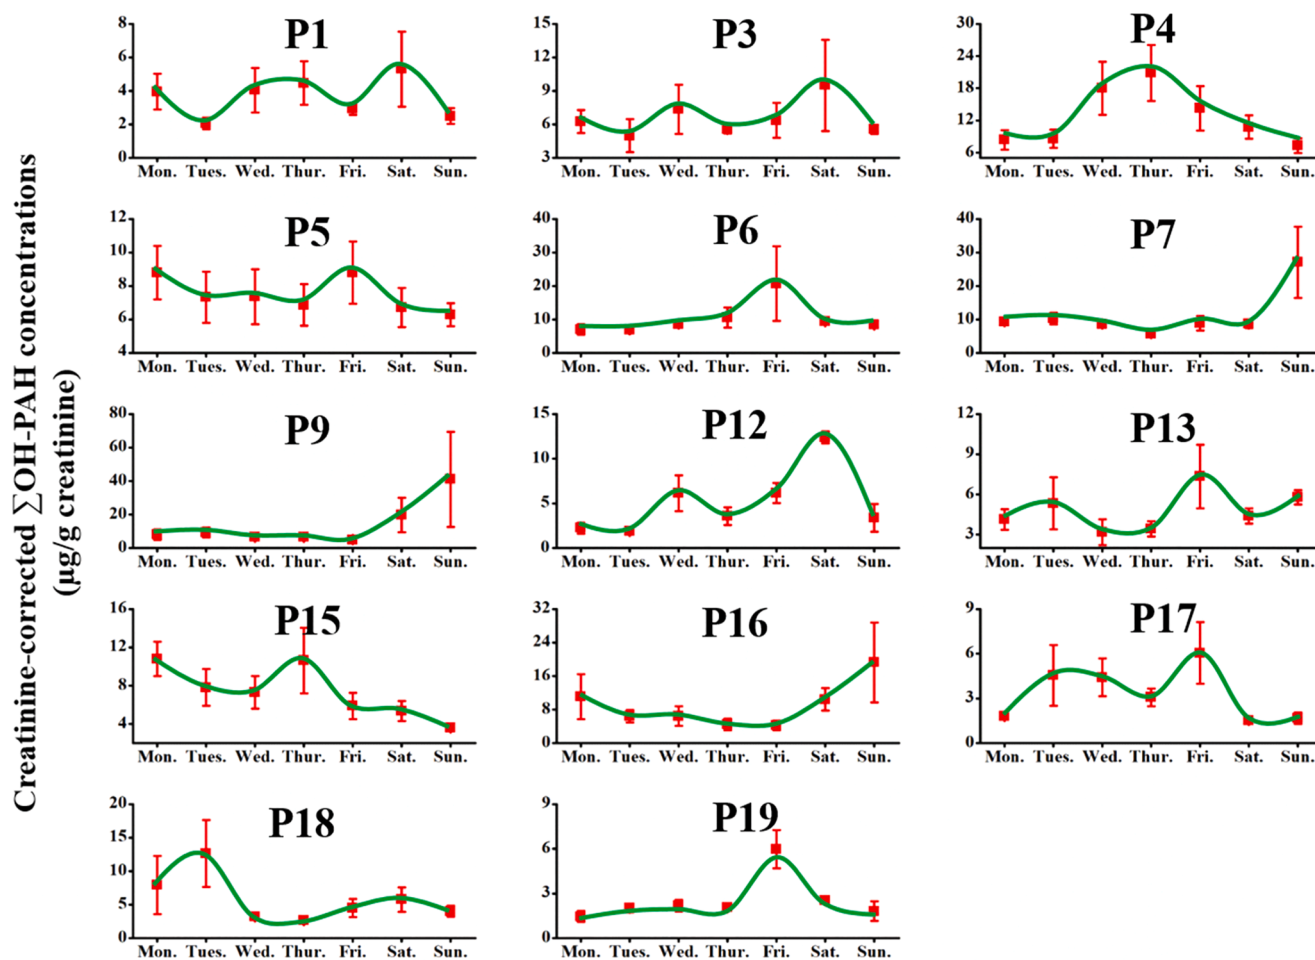 Creatinine-corrected ∑OH-PAH concentrations
(µg/g creatinine)
P1
8
6
4
2
0
Mon. Tues. Wed. Thur. Fri. Sat. Sun.
P3
15
12
9
6
3
Mon. Tues. Wed. Thur. Fri. Sat. Sun.
P4
30
24
18
12
6
Mon. Tues. Wed. Thur. Fri. Sat. Sun.
P5
12
10
8
6
4
Mon. Tues. Wed. Thur. Fri. Sat. Sun.
P6
40
30
20
10
0
Mon. Tues. Wed. Thur. Fri. Sat. Sun.
P7
40
30
20
10
0
Mon. Tues. Wed. Thur. Fri. Sat. Sun.
P9
80
60
40
20
0
Mon. Tues. Wed. Thur. Fri. Sat. Sun.
P12
15
10
5
0
Mon. Tues. Wed. Thur. Fri. Sat. Sun.
P13
12
9
6
3
Mon. Tues. Wed. Thur. Fri. Sat. Sun.
P15
16
12
8
4
Mon. Tues. Wed. Thur. Fri. Sat. Sun.
P16
32
24
16
8
0
Mon. Tues. Wed. Thur. Fri. Sat. Sun.
P17
9
6
3
0
Mon. Tues. Wed. Thur. Fri. Sat. Sun.
P18
20
15
10
5
0
Mon. Tues. Wed. Thur. Fri. Sat. Sun.
P19
9
6
3
0
Mon. Tues. Wed. Thur. Fri. Sat. Sun.